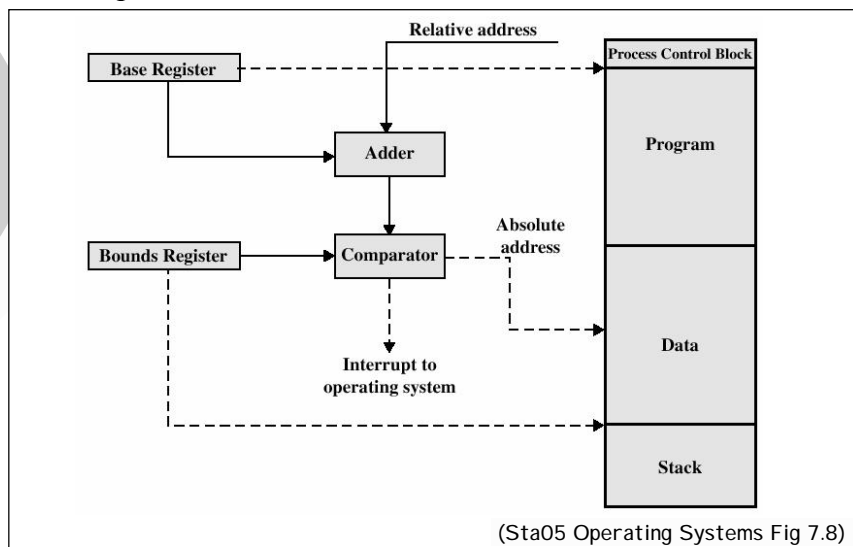 Relative address
Process Control Block
Base Register
Program
Adder
Absolute
address
Bounds Register
Comparator
Interrupt to
operating system
Data
Stack
(Sta05 Operating Systems Fig 7.8)